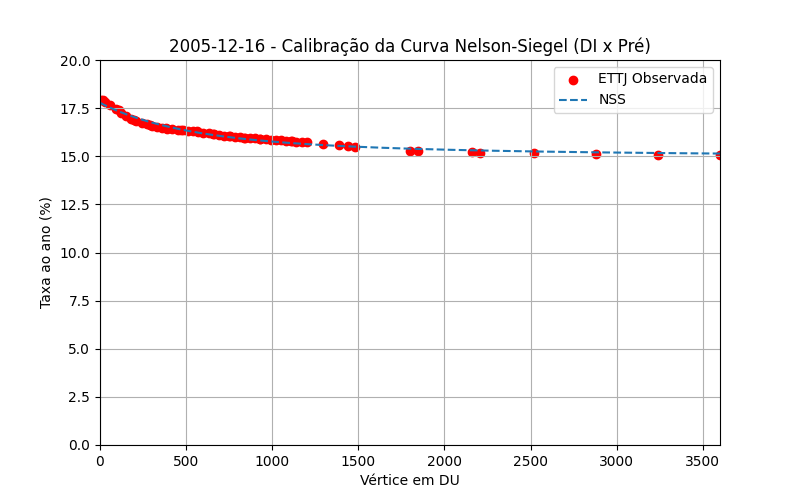 2005-12-16 - Calibração da Curva Nelson-Siegel (DI x Pré)
ETTJ Observada
NSS
Taxa ao ano (%)
20.0
17.5
15.0
12.5
10.0
7.5
5.0
2.5
0.0
0 500 1000 1500 2000 2500 3000 3500
Vértice em DU